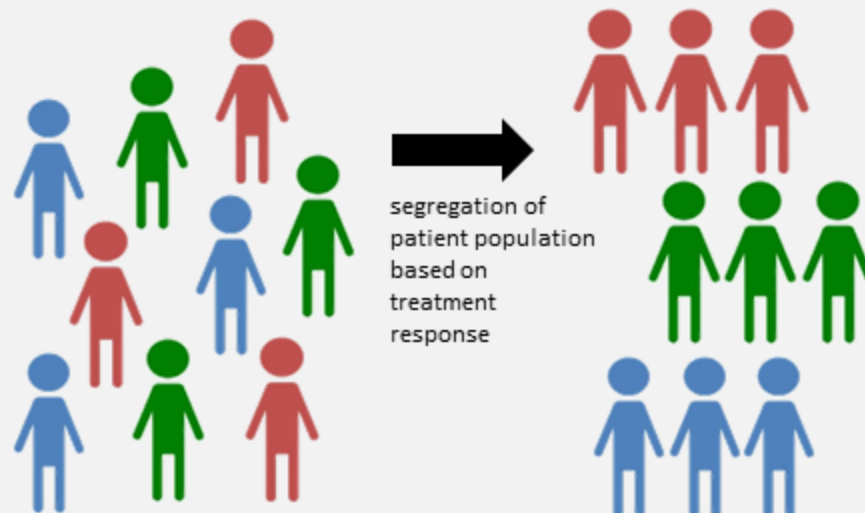 segregation of
patient population
based on
treatment
response